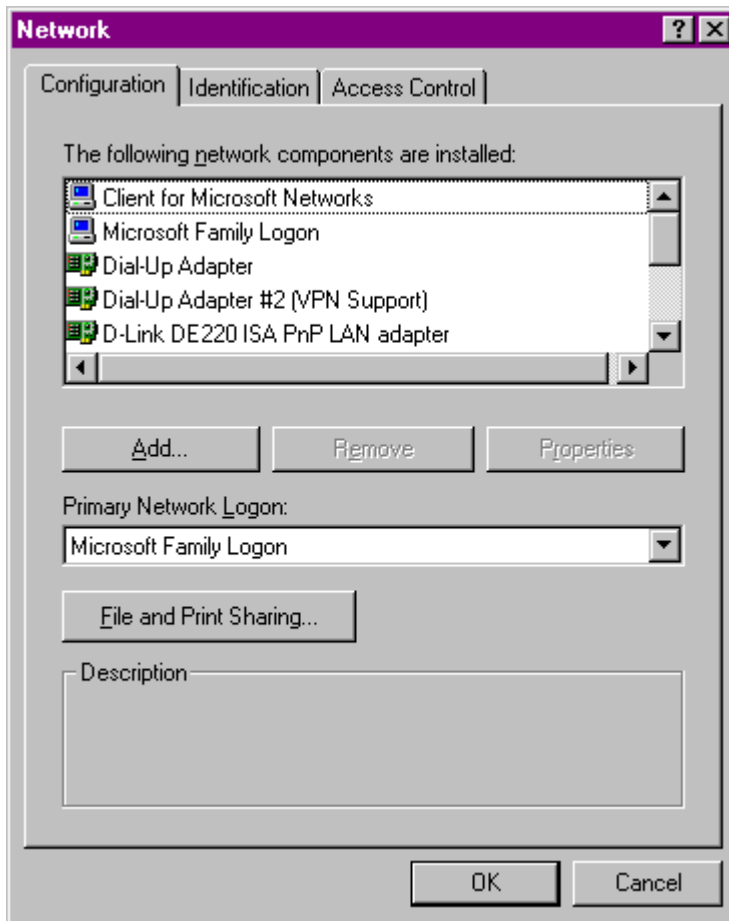 Network
Configuration Identification Access Control
The following network components are installed:
Client for Microsoft Networks
Microsoft Family Logon
Dial-Up Adapter
Dial-Up Adapter #2 (VPN Support)
D-Link DE220 ISA PnP LAN adapter
Add... Remove Properties
Primary Network Logon:
Microsoft Family Logon
File and Print Sharing...
Description
OK Cancel